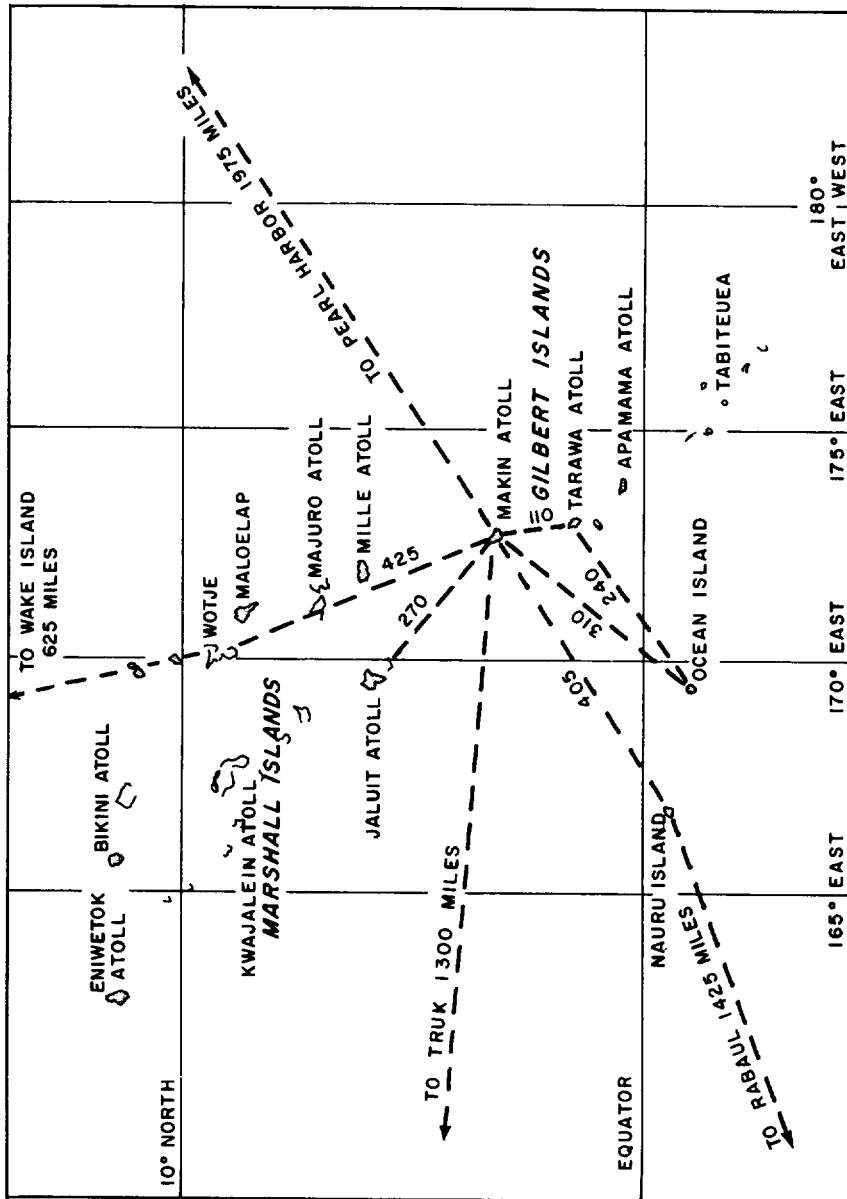 TO WAKE ISLAND
625 MILES
TO PEARL HARBOR 1975 MILES
ENIWETOK
ATOLL
BIKINI ATOLL
10° NORTH
WOTJE
MALOELAP
KWAJALEIN ATOLL
MARSHALL ISLANDS
MAJURO ATOLL
MILLE ATOLL
JALUIT ATOLL
425
270
TO TRUK 1300 MILES
MAKIN ATOLL
GILBERT ISLANDS
TARAWA ATOLL
405
310
240
APAMAMA ATOLL
EQUATOR
NAURU ISLAND
OCEAN ISLAND
TABITEUEA
TO RABAUL 1425 MILES
165° EAST
170° EAST
175° EAST
180°
EAST WEST